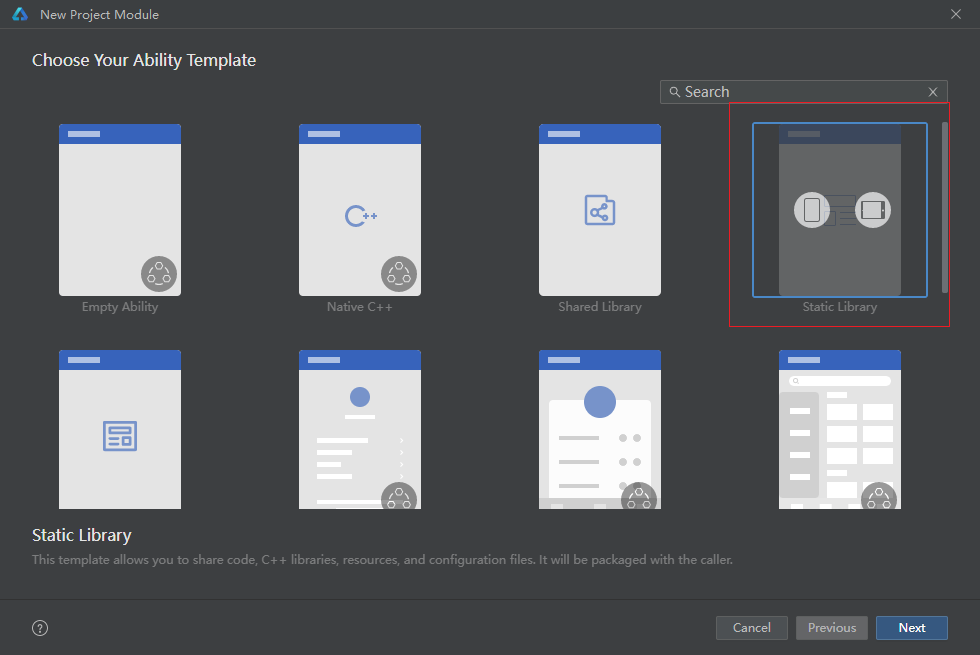 New Project Module
Choose Your Ability Template
Search
Empty Ability
C++
Native C++
Shared Library
Static Library
Static Library
This template allows you to share code, C++ libraries, resources, and configuration files. It will be packaged with the caller.
?
Cancel
Previous
Next